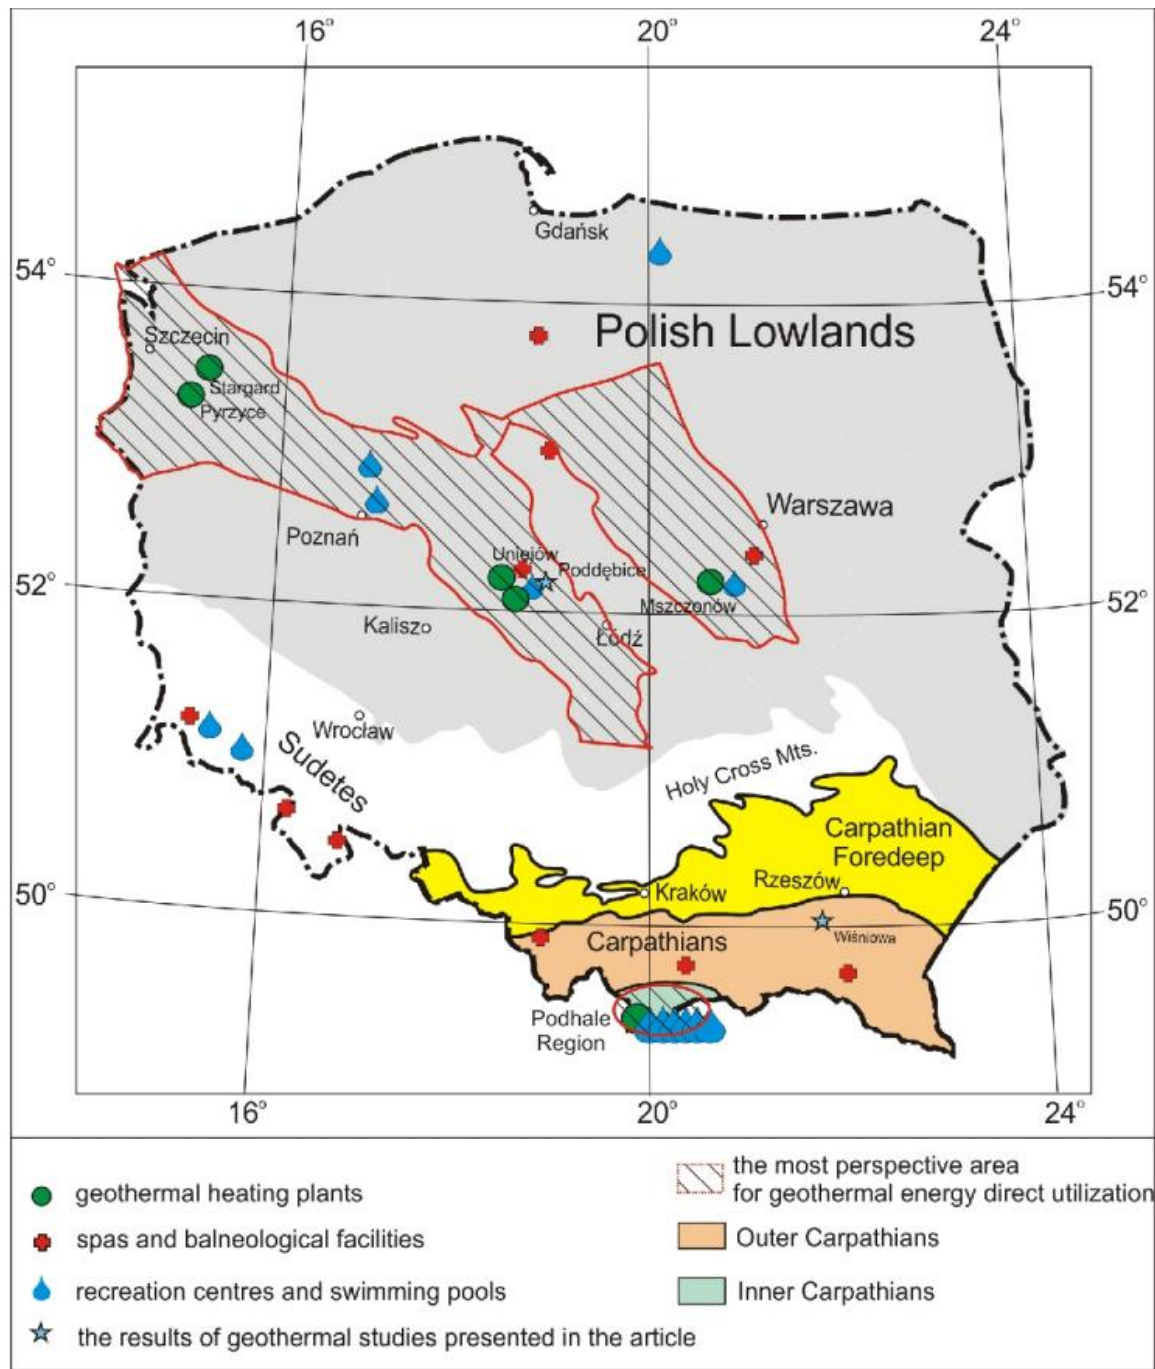 16°
20°
24°
Gdańsk
54°
54°
Polish Lowlands
Szczecin
Stargard
Pyrzyce
Warszawa
Poznań
Uniejów
Poddębice
52°
52°
Mszczonów
Kalisz
Łódź
Wrocław
Sudetes
Holy Cross Mts.
Carpathian
Foredeep
50°
Kraków
Rzeszów
50°
Carpathians
Wiśniowa
Podhale
Region
16°
20°
24°
geothermal heating plants
spas and balneological facilities
recreation centres and swimming pools
the results of geothermal studies presented in the article
the most perspective area
for geothermal energy direct utilization
Outer Carpathians
Inner Carpathians